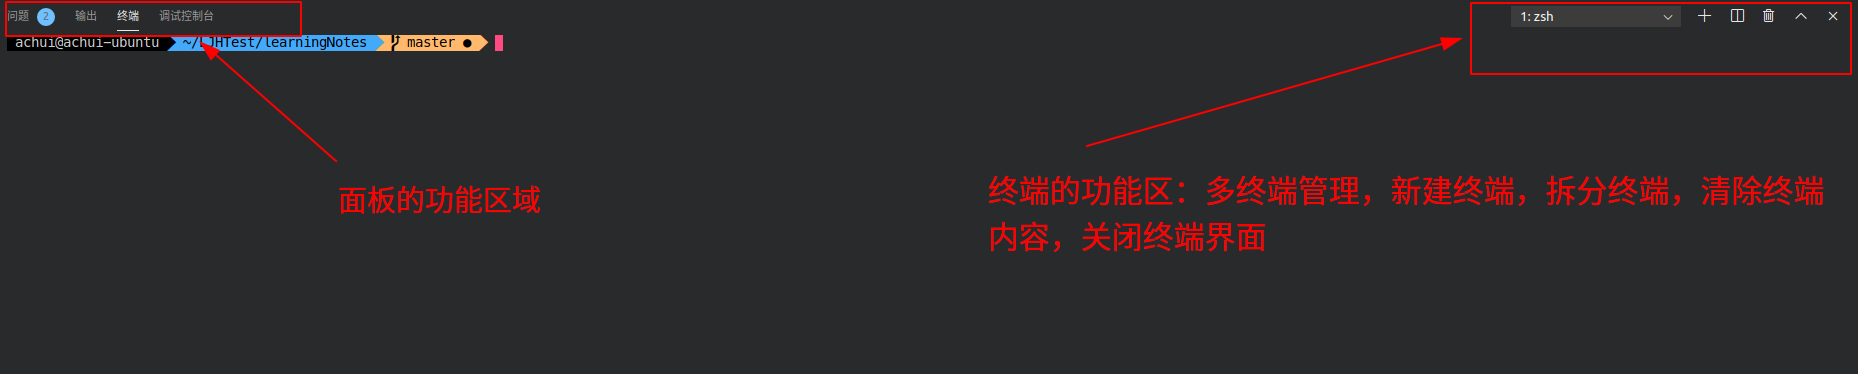 问题 2 输出 终端 调试控制台 1: zsh
achui@achui-ubuntu ~/LJHTest/learningNotes master ●
面板的功能区域
终端的功能区：多终端管理，新建终端，拆分终端，清除终端
内容，关闭终端界面